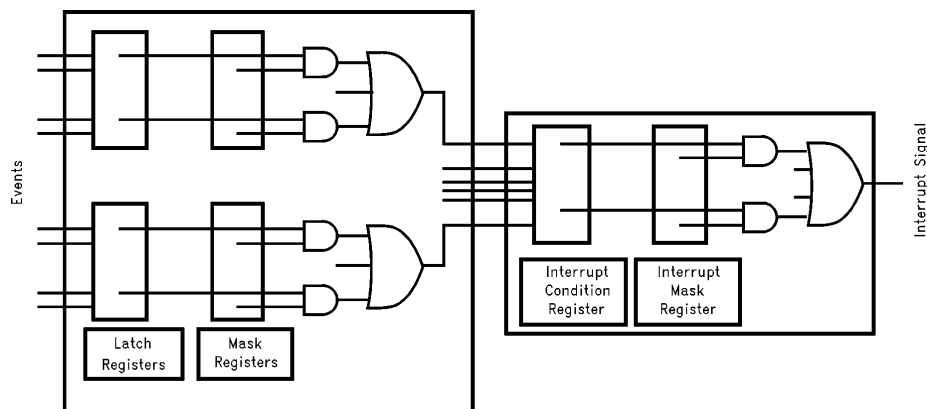 Events
Latch
Registers
Mask
Registers
Interrupt
Condition
Register
Interrupt
Mask
Register
Interrupt Signal